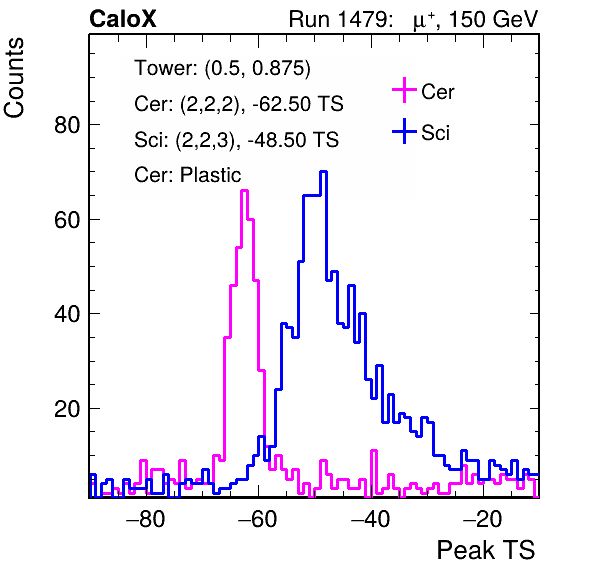 CaloX Run 1479: μ⁺, 150 GeV
Counts
Tower: (0.5, 0.875)
Cer: (2,2,2), -62.50 TS
Sci: (2,2,3), -48.50 TS
Cer: Plastic
Cer
Sci
80
60
40
20
−80 −60 −40 −20
Peak TS